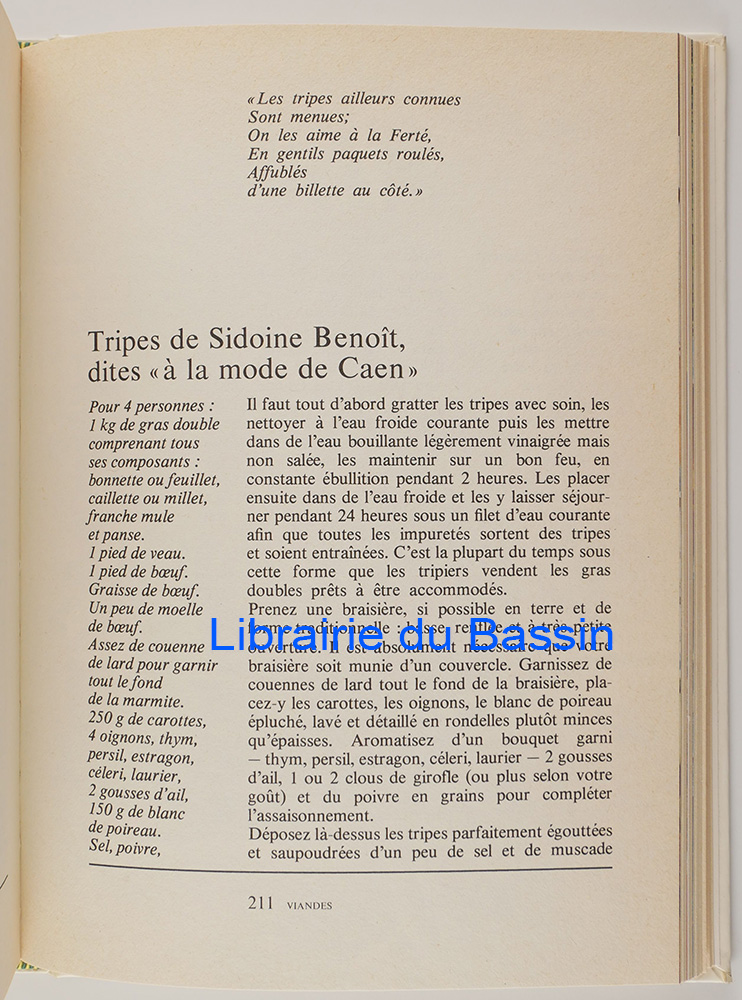 « Les tripes ailleurs connues
Sont menues;
On les aime à la Ferté,
En gentils paquets roulés,
Affublés
d'une billette au côté. »
Tripes de Sidoine Benoît,
dites « à la mode de Caen »
Pour 4 personnes :
1 kg de gras double
comprenant tous
ses composants :
bonnette ou feuillet,
caillette ou millet,
franche mule
et panse.
1 pied de veau.
1 pied de bœuf.
Graisse de bœuf.
Un peu de moelle
de bœuf.
Assez de couenne
de lard pour garnir
tout le fond
de la marmite.
250 g de carottes,
4 oignons, thym,
persil, estragon,
céleri, laurier,
2 gousses d'ail,
150 g de blanc
de poireau.
Sel, poivre,
Il faut tout d'abord gratter les tripes avec soin, les
nettoyer à l'eau froide courante puis les mettre
dans de l'eau bouillante légèrement vinaigrée mais
non salée, les maintenir sur un bon feu, en
constante ébullition pendant 2 heures. Les placer
ensuite dans de l'eau froide et les y laisser séjour-
ner pendant 24 heures sous un filet d'eau courante
afin que toutes les impuretés sortent des tripes
et soient entraînées. C'est la plupart du temps sous
cette forme que les tripiers vendent les gras
doubles prêts à être accommodés.
Prenez une braisière, si possible en terre et de
forme traditionnelle : basse, renflée et à très petite
ouverture. Il est absolument nécessaire que votre
braisière soit munie d'un couvercle. Garnissez de
couennes de lard tout le fond de la braisière, pla-
cez-y les carottes, les oignons, le blanc de poireau
épluché, lavé et détaillé en rondelles plutôt minces
qu'épaisses. Aromatisez d'un bouquet garni
— thym, persil, estragon, céleri, laurier — 2 gousses
d'ail, 1 ou 2 clous de girofle (ou plus selon votre
goût) et du poivre en grains pour compléter
l'assaisonnement.
Déposez là-dessus les tripes parfaitement égouttées
et saupoudrées d'un peu de sel et de muscade
Librairie du Bassin
211 VIANDES